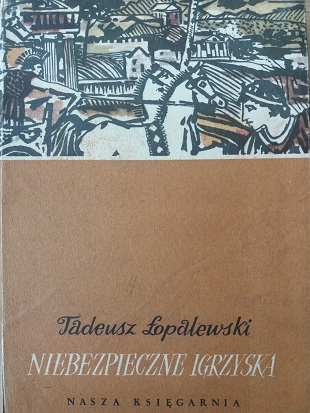 Tadeusz Łopalewski
NIEBEZPIECZNE IGRZYSKA
NASZA KSIĘGARNIA